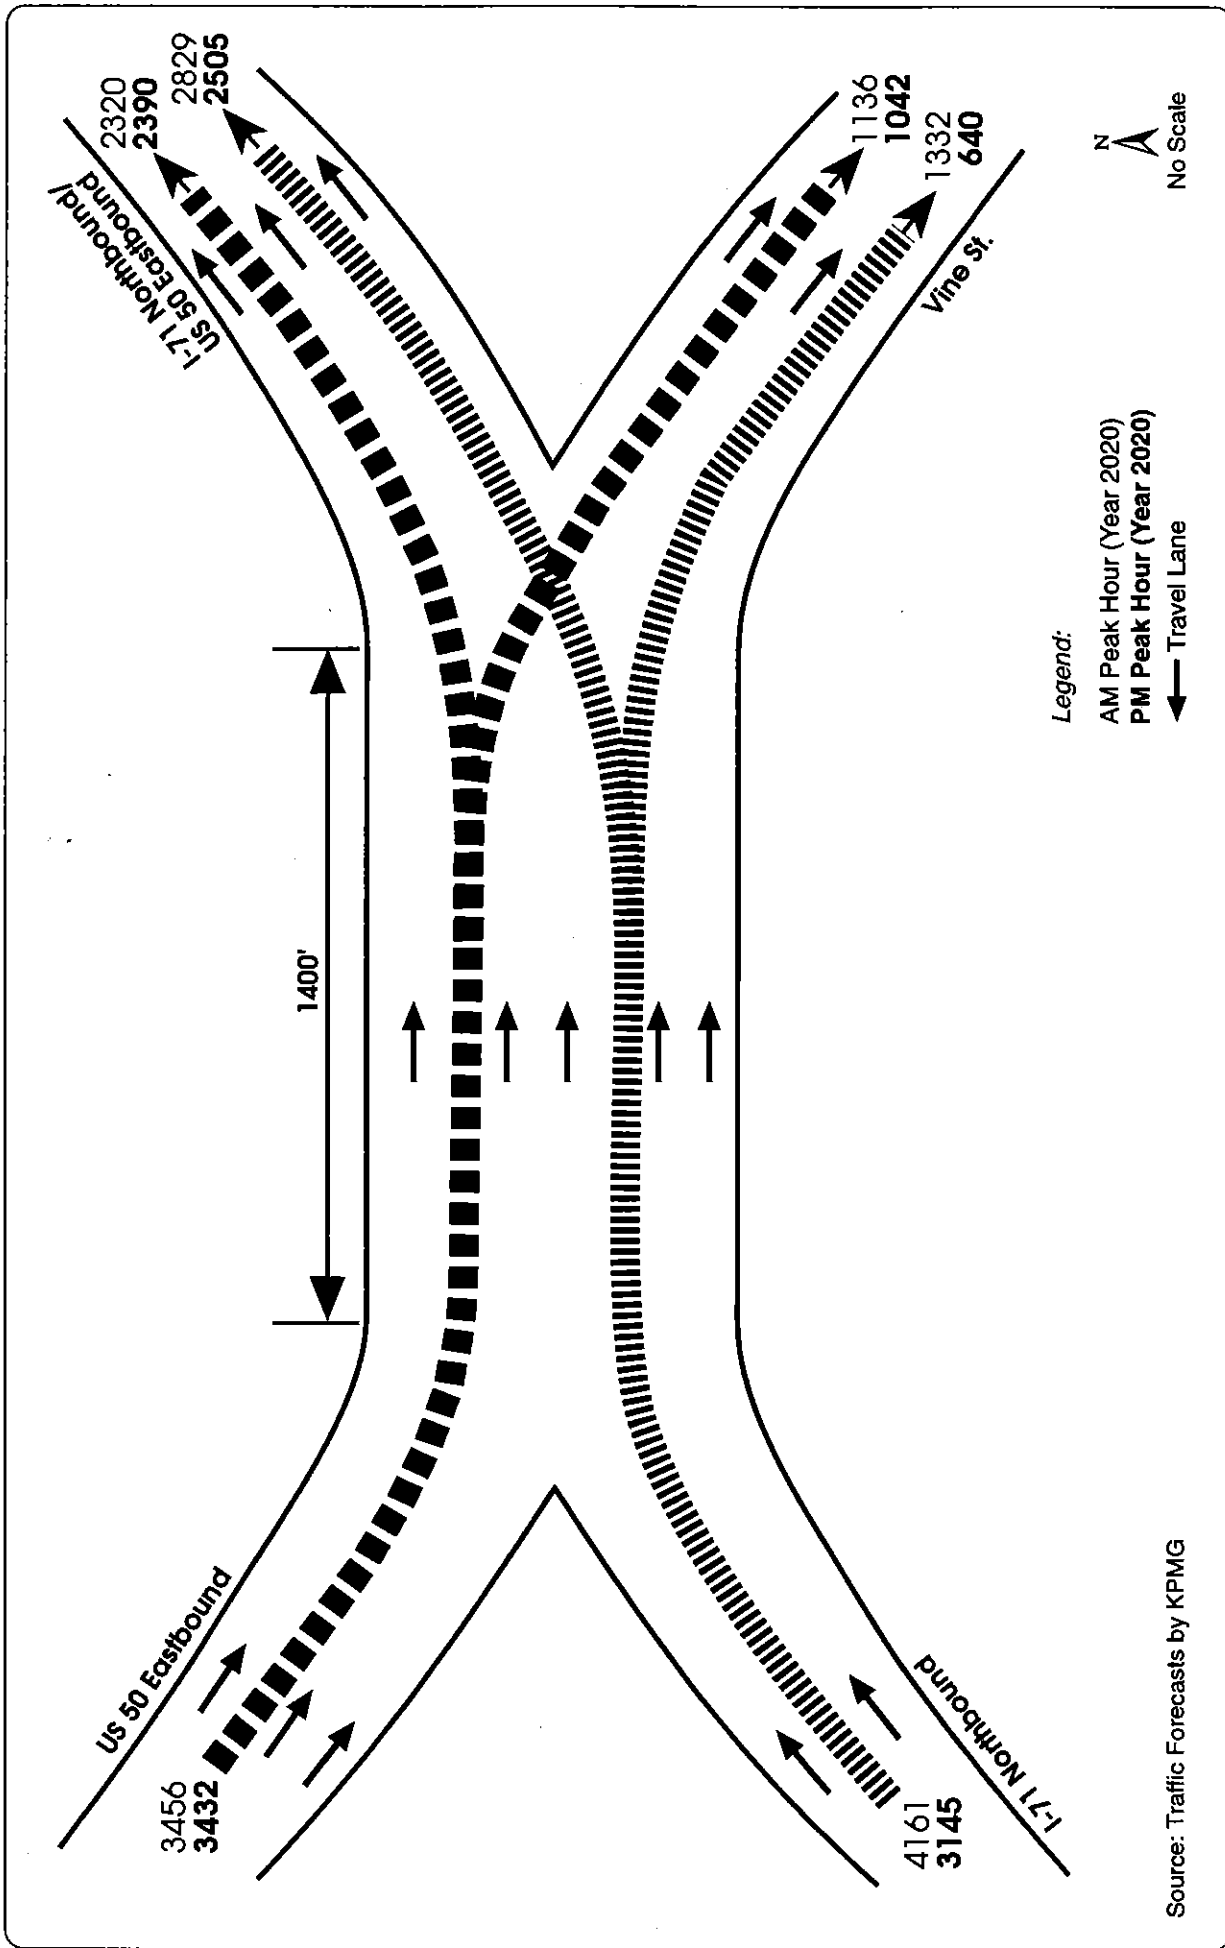 US 50 Eastbound
3456
3432
4161
3145
I-71 Northbound
1400'
I-71 Northbound/
US 50 Eastbound
2320
2390
2829
2505
1136
1042
1332
640
Vine St.
N
No Scale
Legend:
AM Peak Hour (Year 2020)
PM Peak Hour (Year 2020)
Travel Lane
Source: Traffic Forecasts by KPMG